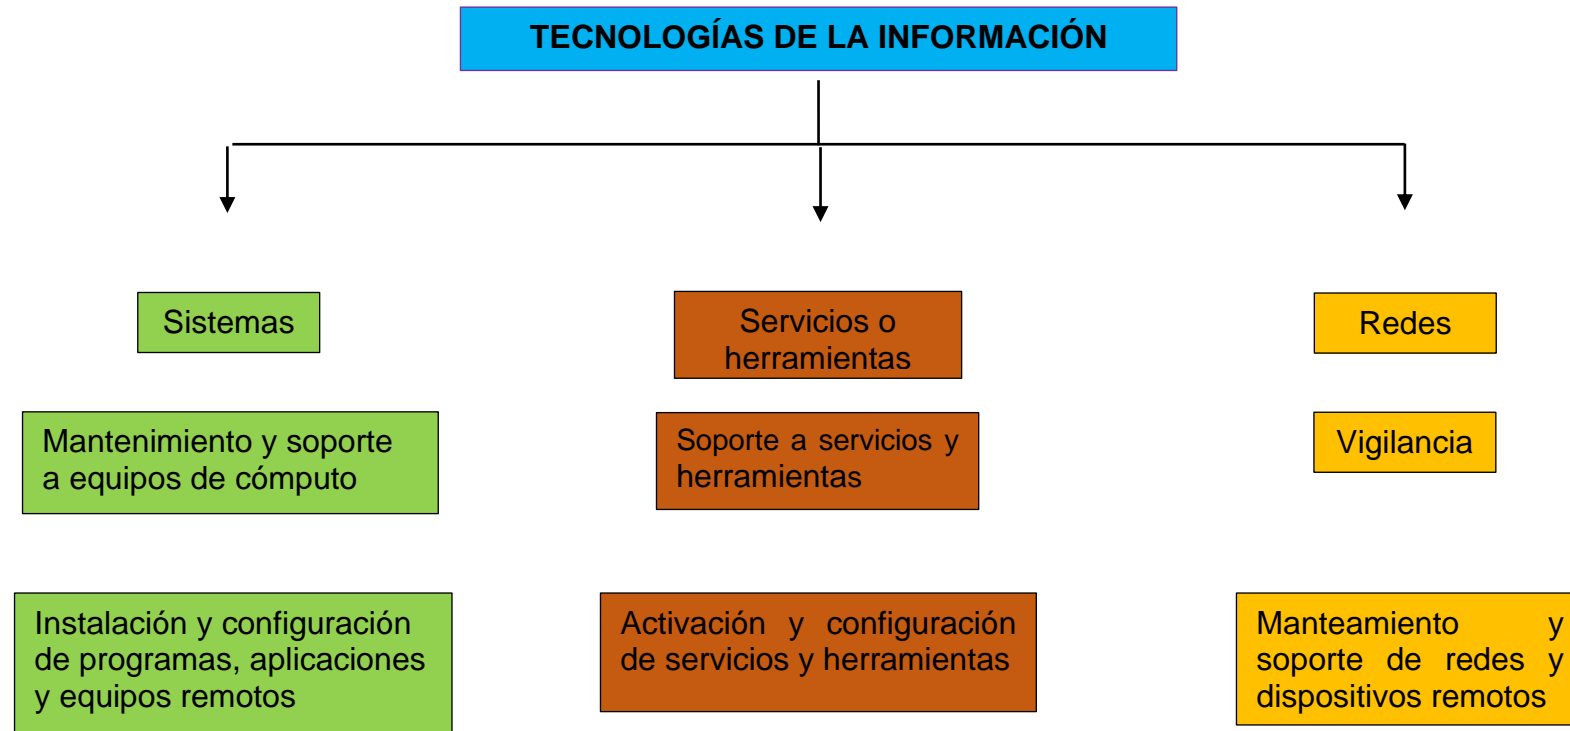 TECNOLOGÍAS DE LA INFORMACIÓN
Sistemas
Servicios o
herramientas
Redes
Mantenimiento y soporte
a equipos de cómputo
Soporte a servicios y
herramientas
Vigilancia
Instalación y configuración
de programas, aplicaciones
y equipos remotos
Activación y configuración
de servicios y herramientas
Manteamiento y
soporte de redes y
dispositivos remotos